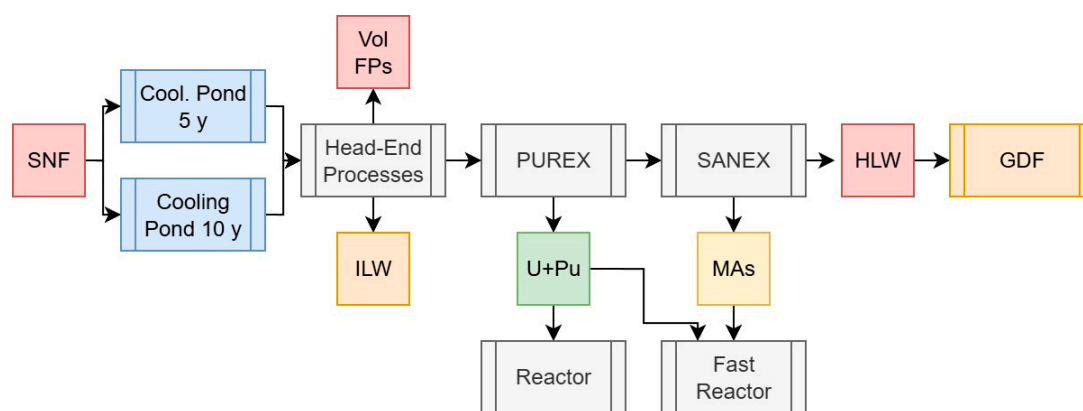 Vol
FPs
Cool. Pond
5 y
SNF
Head-End
Processes
PUREX
SANEX
HLW
GDF
Cooling
Pond 10 y
ILW
U+Pu
MAs
Reactor
Fast
Reactor